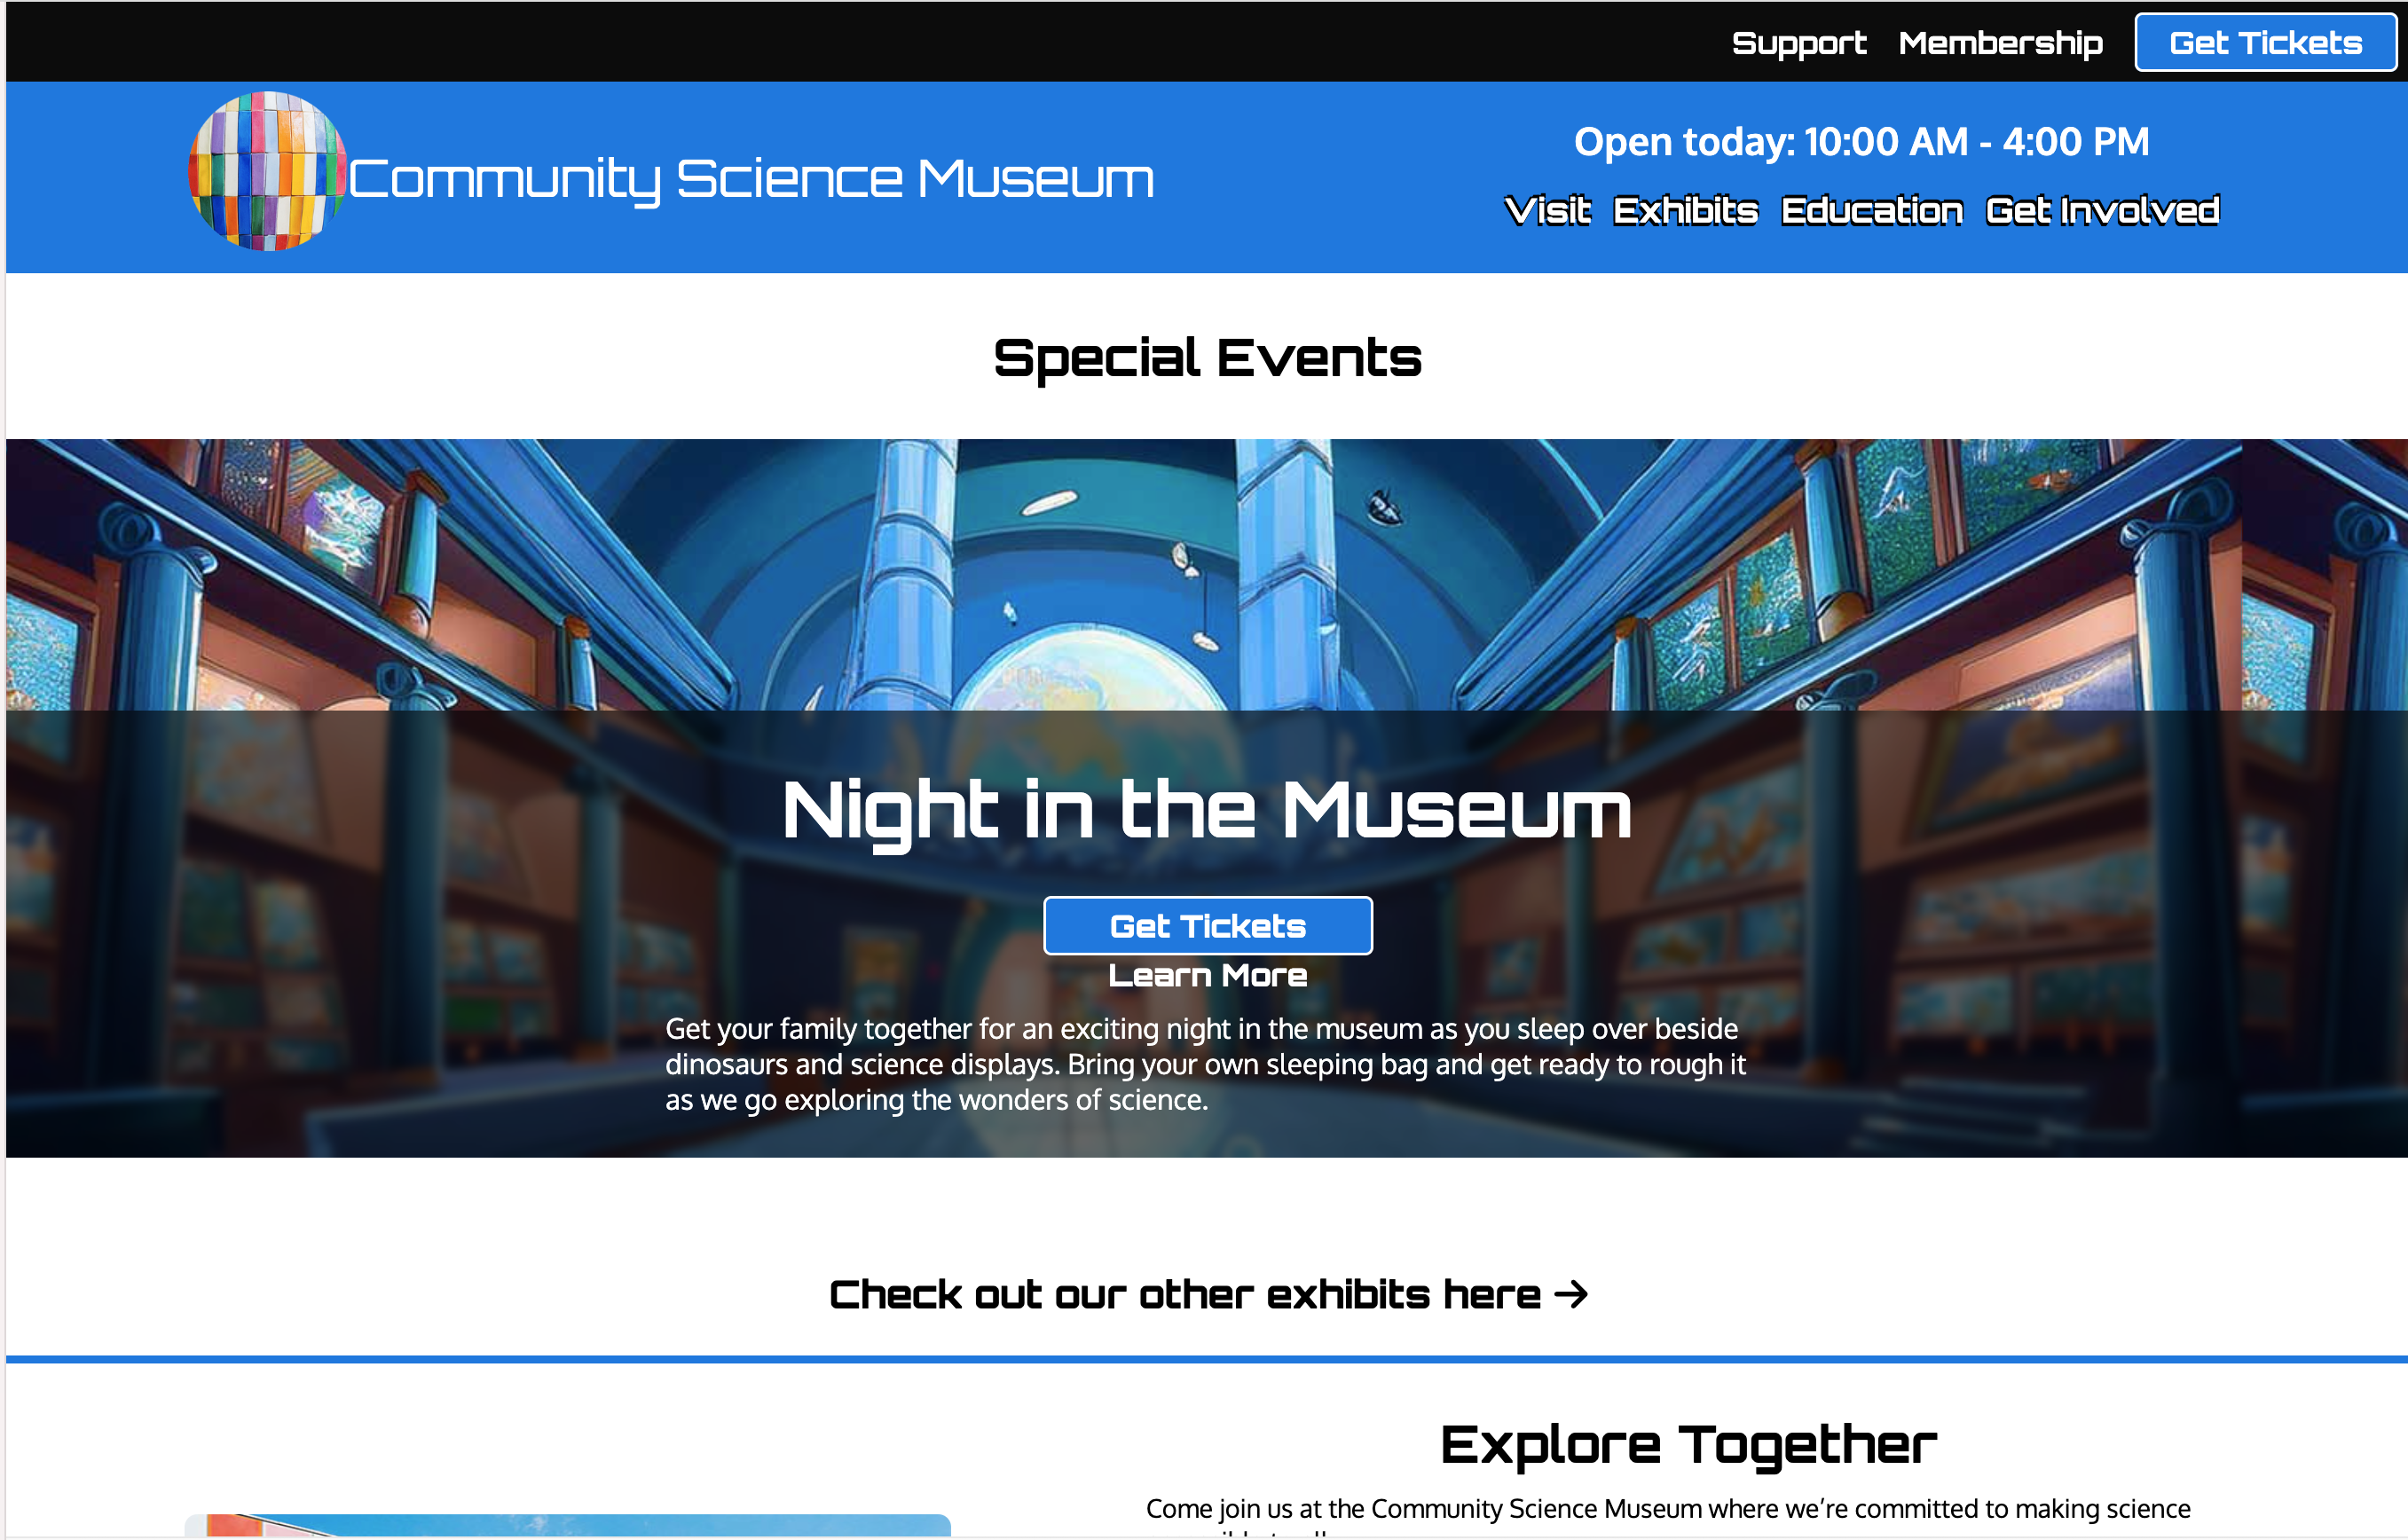 Support Membership Get Tickets
Community Science Museum
Open today: 10:00 AM - 4:00 PM
Visit Exhibits Education Get Involved
Special Events
Night in the Museum
Get Tickets
Learn More
Get your family together for an exciting night in the museum as you sleep over beside
dinosaurs and science displays. Bring your own sleeping bag and get ready to rough it
as we go exploring the wonders of science.
Check out our other exhibits here →
Explore Together
Come join us at the Community Science Museum where we’re committed to making science